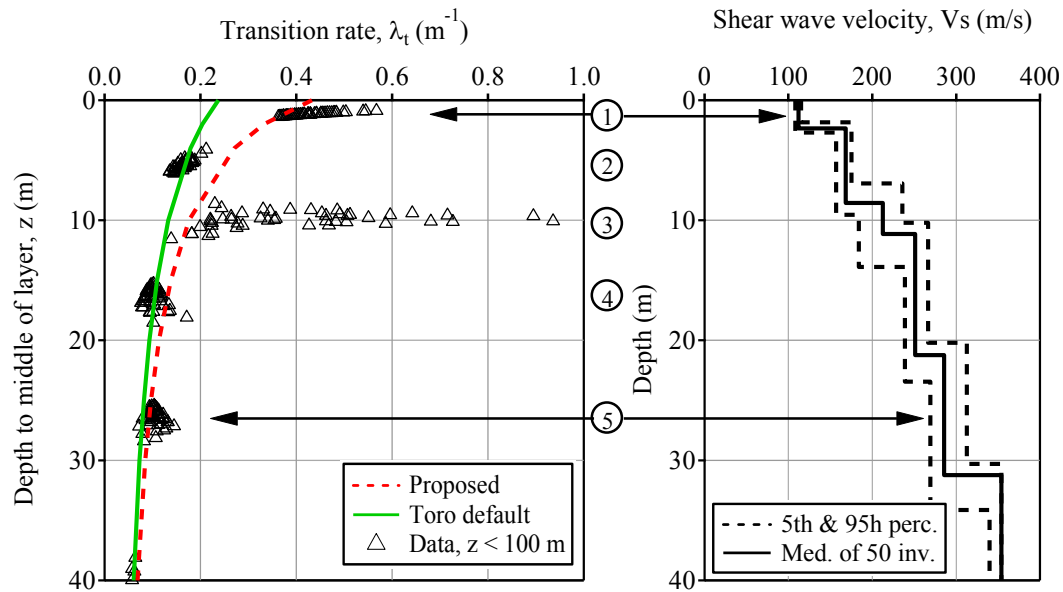 Transition rate, λt (m-1)
0.0 0.2 0.4 0.6 0.8 1.0
Depth to middle of layer, z (m)
0
10
20
30
40
Proposed
Toro default
Data, z < 100 m
1
2
3
4
5
Shear wave velocity, Vs (m/s)
0 100 200 300 400
Depth (m)
0
10
20
30
40
5th & 95h perc.
Med. of 50 inv.